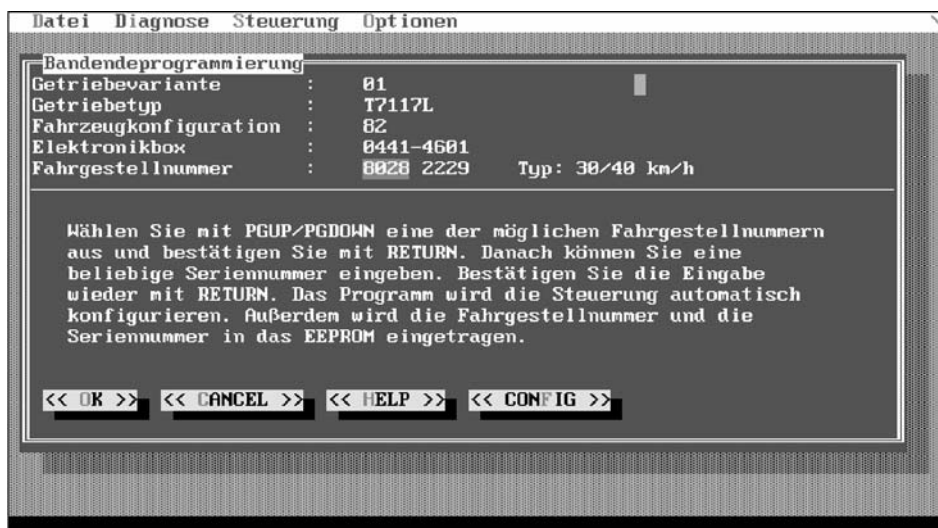 Datei Diagnose Steuerung Optionen
Bandendeprogrammierung
Getriebevariante : 01
Getriebetyp : T7117L
Fahrzeugkonfiguration : 82
Elektronikbox : 0441-4601
Fahrgestellnummer : 8028 2229 Typ: 30/40 km/h
Wählen Sie mit PGUP/PGDOWN eine der möglichen Fahrgestellnummern
aus und bestätigen Sie mit RETURN. Danach können Sie eine
beliebige Seriennummer eingeben. Bestätigen Sie die Eingabe
wieder mit RETURN. Das Programm wird die Steuerung automatisch
konfigurieren. Außerdem wird die Fahrgestellnummer und die
Seriennummer in das EEPROM eingetragen.
<< OK >> << CANCEL >> << HELP >> << CONFIG >>